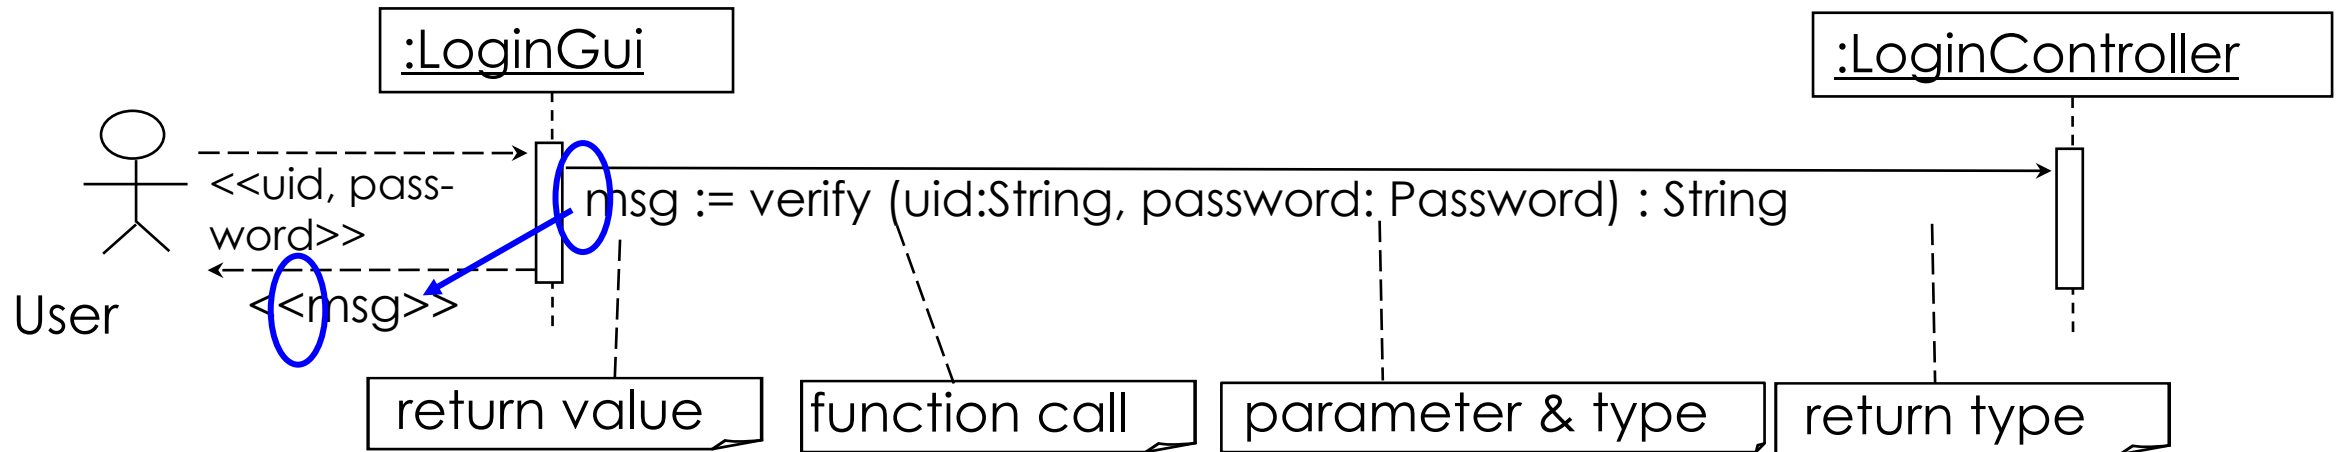 :LoginGui
:LoginController
<<uid, pass-
word>>
msg := verify (uid:String, password: Password) : String
<<msg>>
User
return value
function call
parameter & type
return type